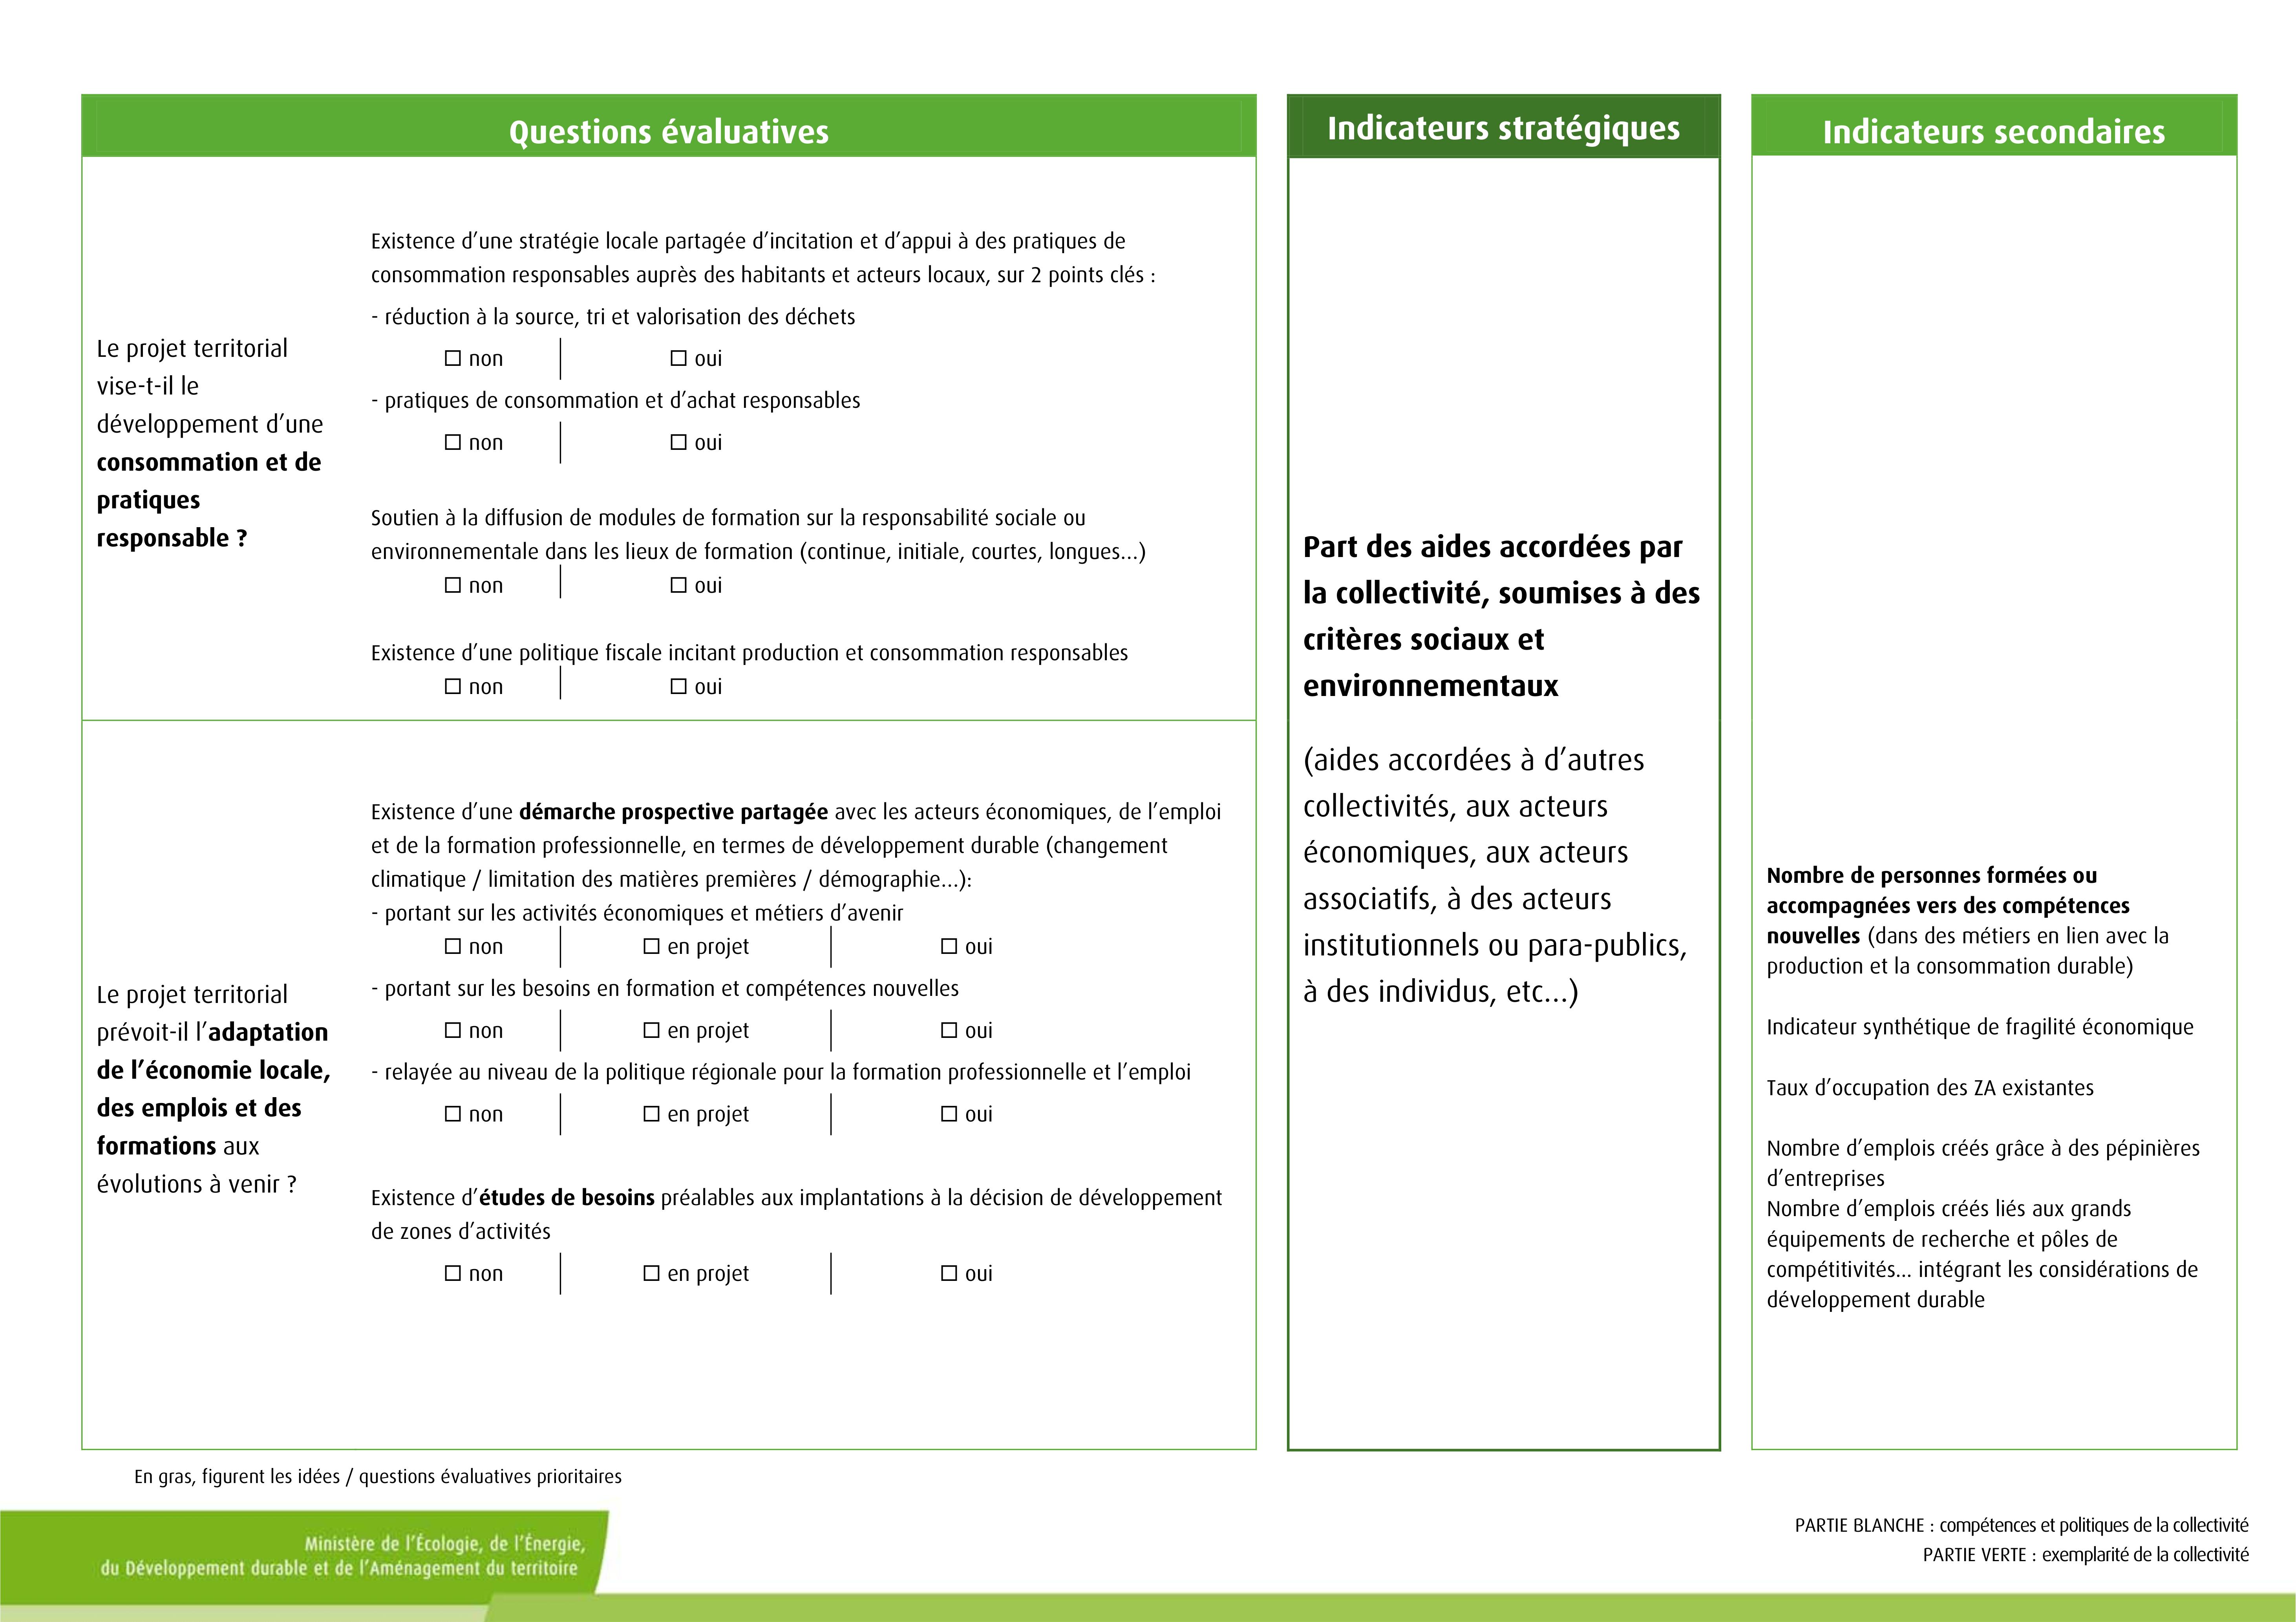 Questions évaluatives
Le projet territorial
vise-t-il le
développement d’une
consommation et de
pratiques
responsable ?
Existence d’une stratégie locale partagée d’incitation et d’appui à des pratiques de
consommation responsables auprès des habitants et acteurs locaux, sur 2 points clés :
- réduction à la source, tri et valorisation des déchets
☐ non ☐ oui
- pratiques de consommation et d’achat responsables
☐ non ☐ oui
Soutien à la diffusion de modules de formation sur la responsabilité sociale ou
environnementale dans les lieux de formation (continue, initiale, courtes, longues…)
☐ non ☐ oui
Existence d’une politique fiscale incitant production et consommation responsables
☐ non ☐ oui
Le projet territorial
prévoit-il l’adaptation
de l’économie locale,
des emplois et des
formations aux
évolutions à venir ?
Existence d’une démarche prospective partagée avec les acteurs économiques, de l’emploi
et de la formation professionnelle, en termes de développement durable (changement
climatique / limitation des matières premières / démographie…):
- portant sur les activités économiques et métiers d’avenir
☐ non ☐ en projet ☐ oui
- portant sur les besoins en formation et compétences nouvelles
☐ non ☐ en projet ☐ oui
- relayée au niveau de la politique régionale pour la formation professionnelle et l’emploi
☐ non ☐ en projet ☐ oui
Existence d’études de besoins préalables aux implantations à la décision de développement
de zones d’activités
☐ non ☐ en projet ☐ oui
Indicateurs stratégiques
Part des aides accordées par
la collectivité, soumises à des
critères sociaux et
environnementaux
(aides accordées à d’autres
collectivités, aux acteurs
économiques, aux acteurs
associatifs, à des acteurs
institutionnels ou para-publics,
à des individus, etc…)
Indicateurs secondaires
Nombre de personnes formées ou
accompagnées vers des compétences
nouvelles (dans des métiers en lien avec la
production et la consommation durable)
Indicateur synthétique de fragilité économique
Taux d’occupation des ZA existantes
Nombre d’emplois créés grâce à des pépinières
d’entreprises
Nombre d’emplois créés liés aux grands
équipements de recherche et pôles de
compétitivités… intégrant les considérations de
développement durable
En gras, figurent les idées / questions évaluatives prioritaires
Ministère de l’Écologie, de l’Énergie,
du Développement durable et de l’Aménagement du territoire
PARTIE BLANCHE : compétences et politiques de la collectivité
PARTIE VERTE : exemplarité de la collectivité